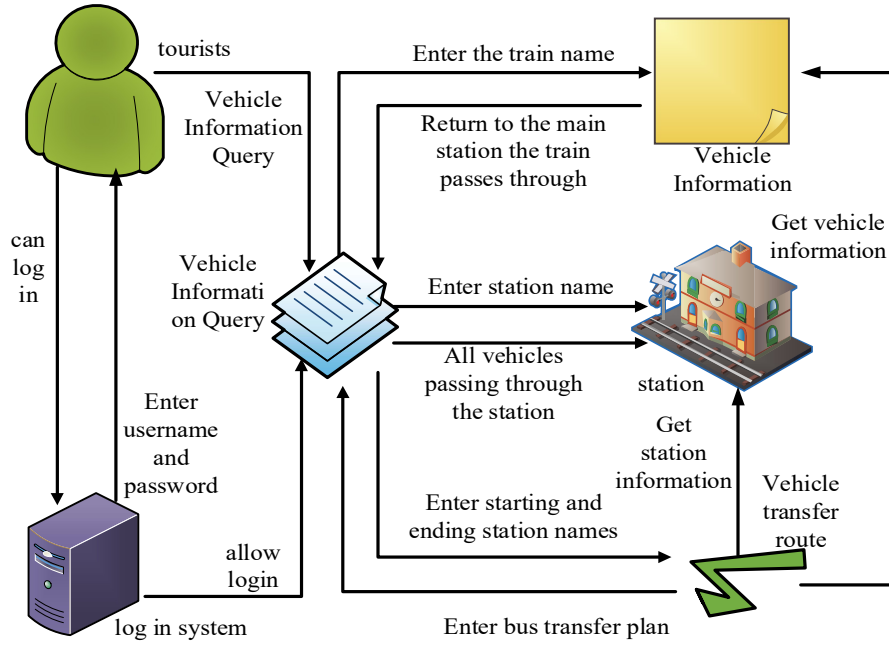 tourists
Vehicle
Information
Query
Enter the train name
Return to the main
station the train
passes through
Vehicle
Information
can
log
in
Vehicle
Informati
on Query
Get vehicle
information
Enter station name
All vehicles
passing through
the station
station
Get
station
information
Enter
username
and
password
Enter starting and
ending station names
Vehicle
transfer
route
allow
login
log in system
Enter bus transfer plan